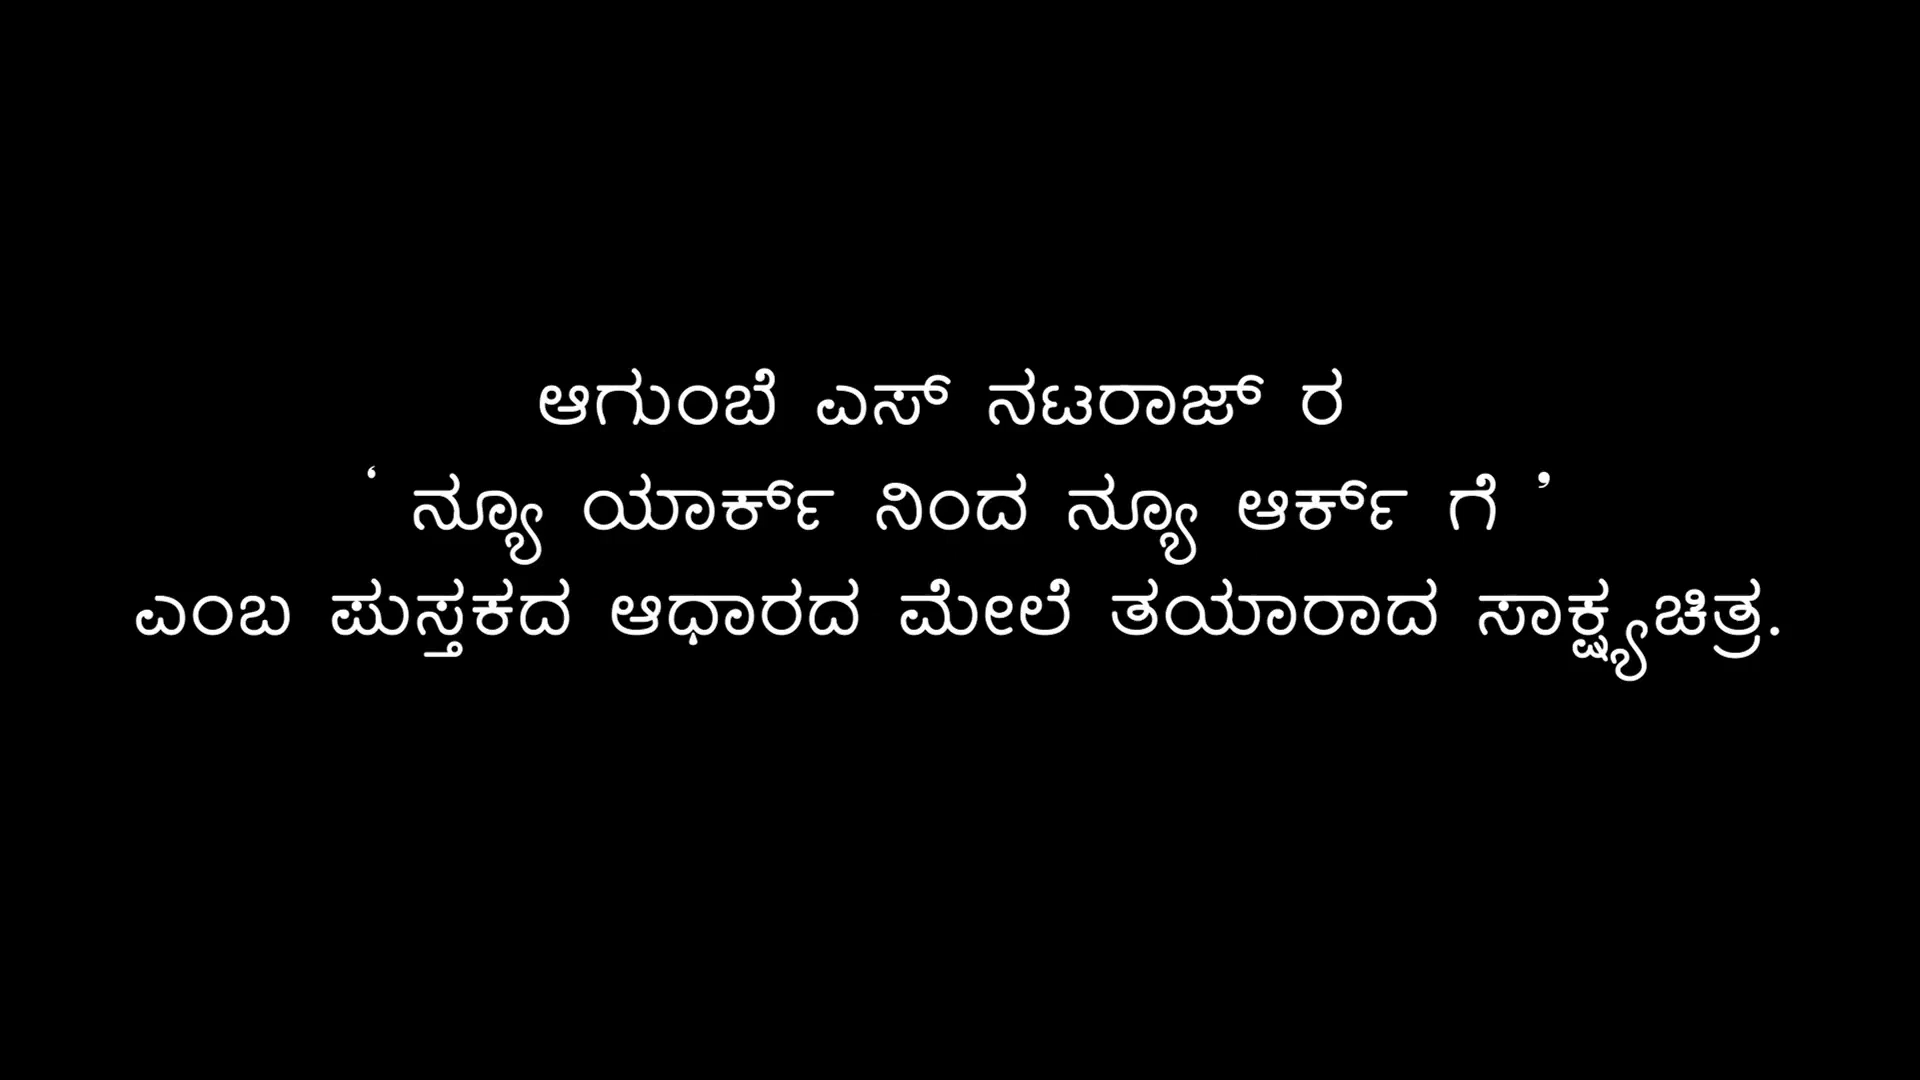 ಆಗುಂಬೆ ಎಸ್ ನಟರಾಜ್ ರ
‘ ನ್ಯೂ ಯಾರ್ಕ್ ನಿಂದ ನ್ಯೂ ಆರ್ಕ್ ಗೆ ’
ಎಂಬ ಪುಸ್ತಕದ ಆಧಾರದ ಮೇಲೆ ತಯಾರಾದ ಸಾಕ್ಷ್ಯಚಿತ್ರ.